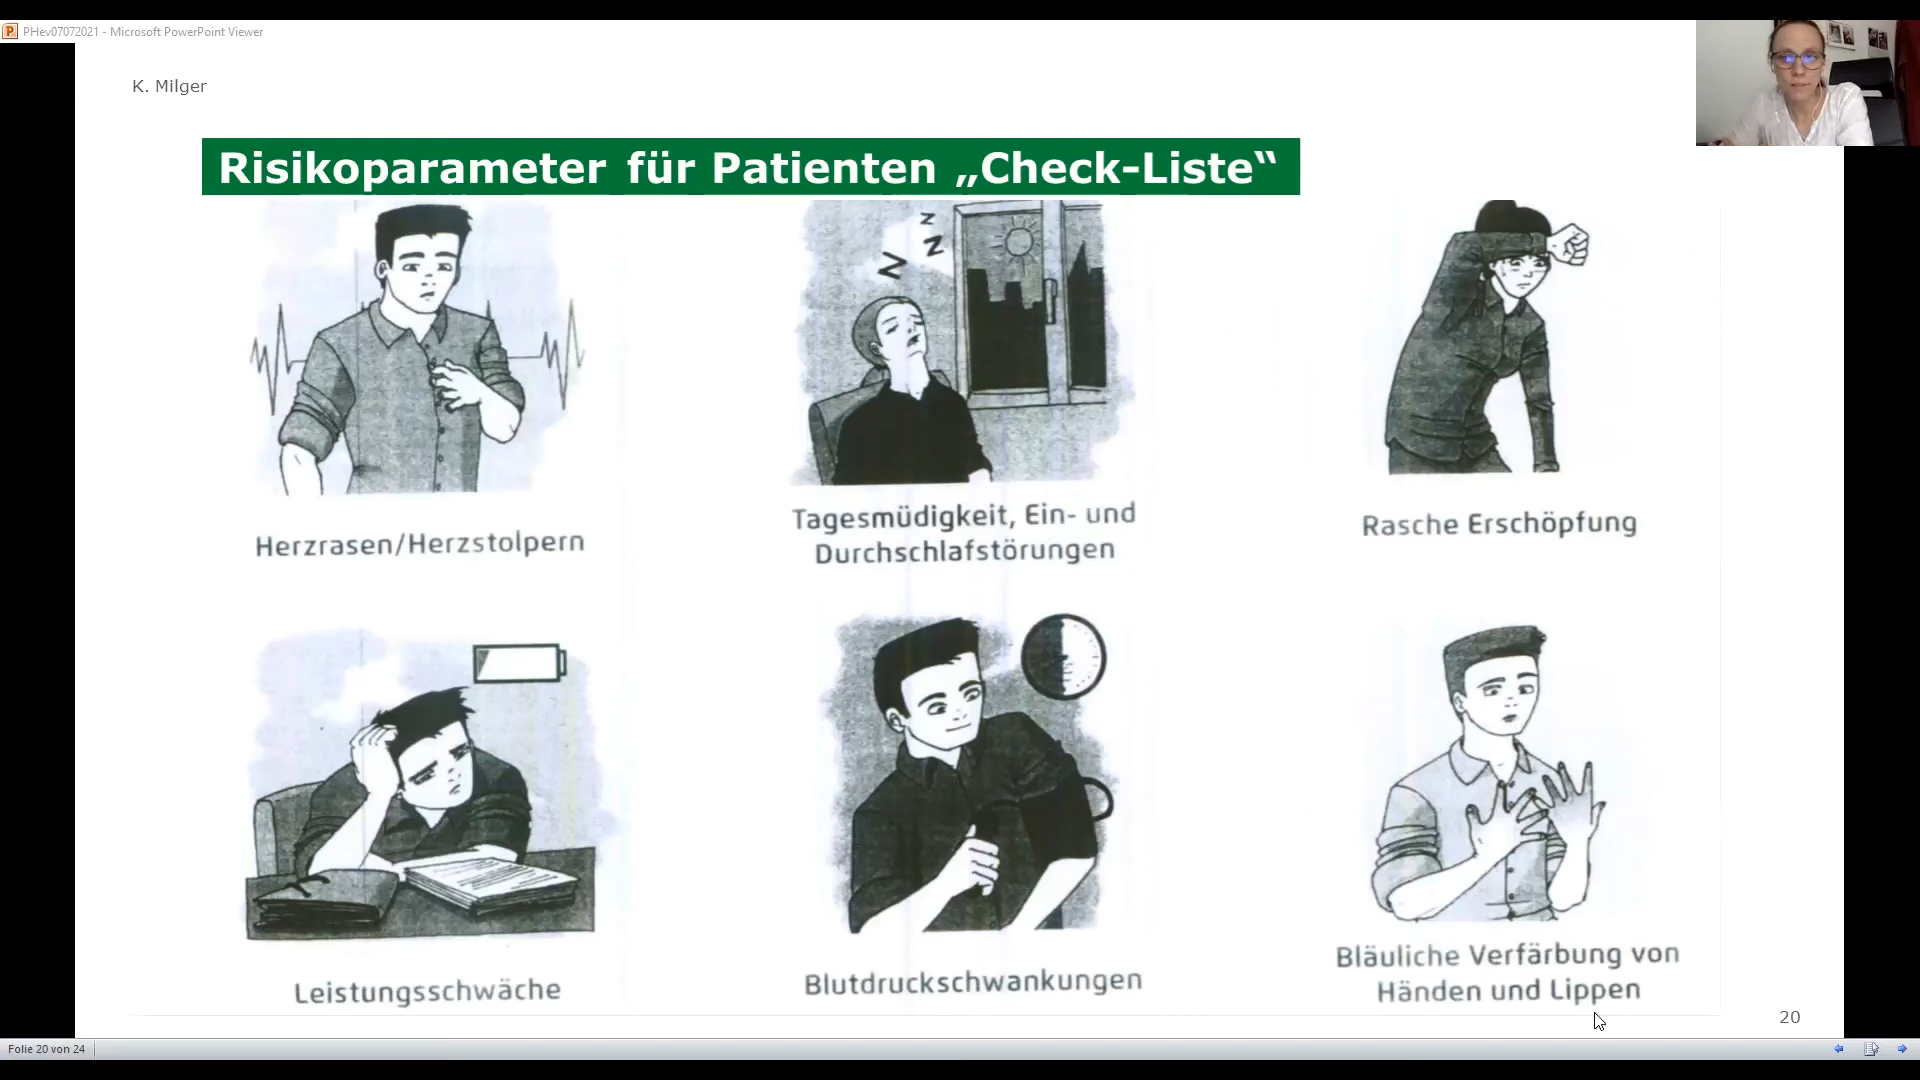 PHev07072021 - Microsoft PowerPoint Viewer
K. Milger
Risikoparameter für Patienten „Check-Liste“
z
z
z
Herzrasen/Herzstolpern
Tagesmüdigkeit, Ein- und
Durchschlafstörungen
Rasche Erschöpfung
Leistungsschwäche
Blutdruckschwankungen
Bläuliche Verfärbung von
Händen und Lippen
20
Folie 20 von 24